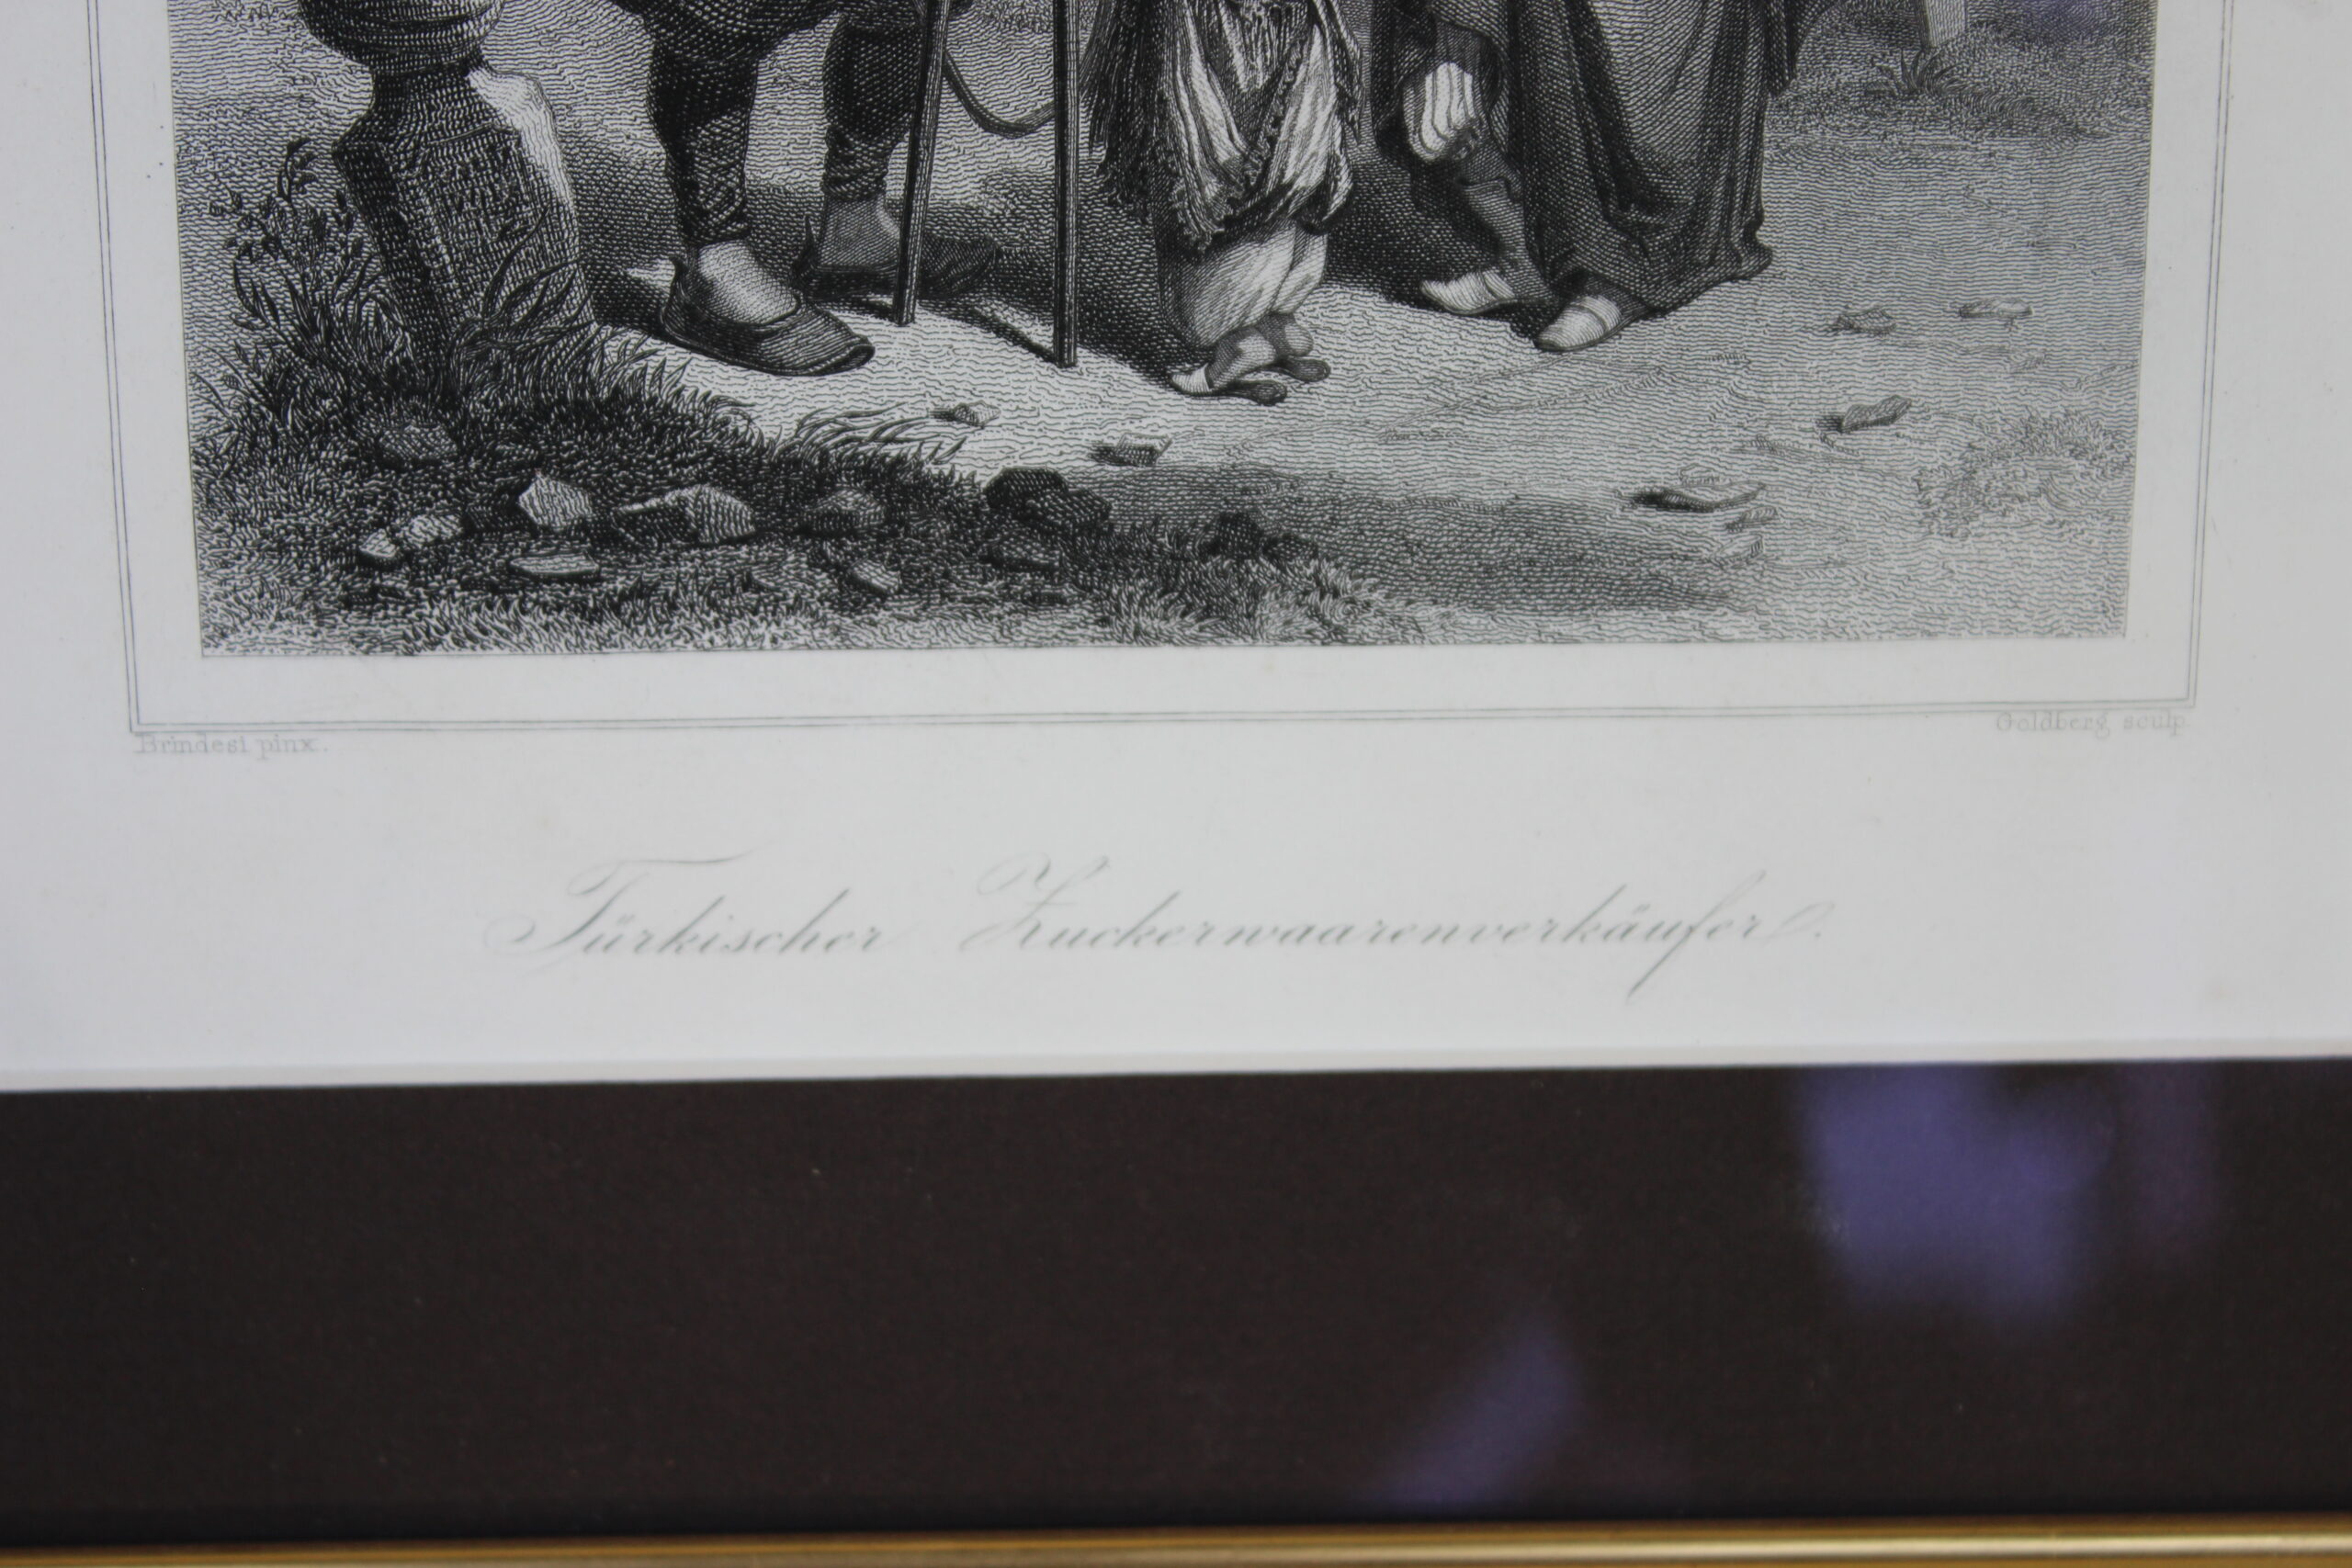 Brindesi pinx.
Goldberg sculp.
Türkischer Zuckerwaarenverkäufer.